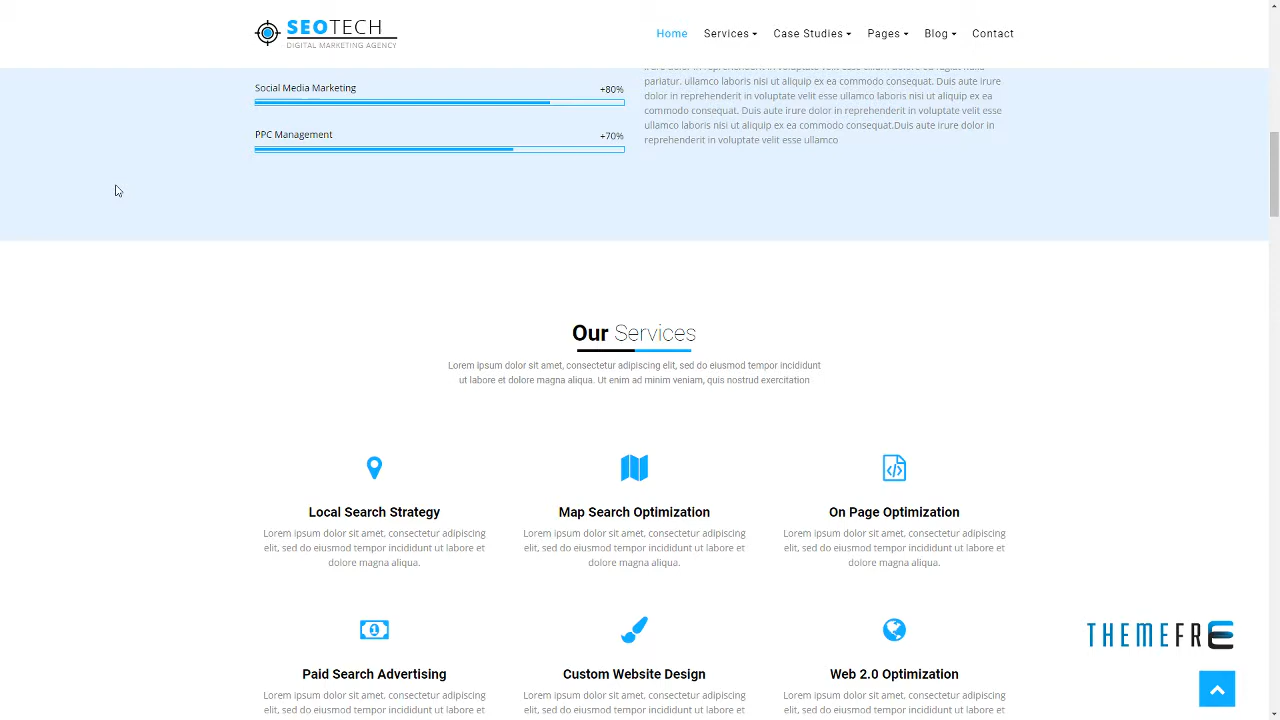 SEOTECH
DIGITAL MARKETING AGENCY
Home Services Case Studies Pages Blog Contact
Social Media Marketing +80%
PPC Management +70%
pariatur. ullamco laboris nisi ut aliquip ex ea commodo consequat. Duis aute irure
dolor in reprehenderit in voluptate velit esse ullamco laboris nisi ut aliquip ex ea
commodo consequat. Duis aute irure dolor in reprehenderit in voluptate velit esse
ullamco laboris nisi ut aliquip ex ea commodo consequat.Duis aute irure dolor in
reprehenderit in voluptate velit esse ullamco
Our Services
Lorem Ipsum dolor sit amet, consectetur adipiscing elit, sed do eiusmod tempor incididunt
ut labore et dolore magna aliqua. Ut enim ad minim veniam, quis nostrud exercitation
Local Search Strategy
Lorem ipsum dolor sit amet, consectetur adipiscing
elit, sed do eiusmod tempor incididunt ut labore et
dolore magna aliqua.
Map Search Optimization
Lorem ipsum dolor sit amet, consectetur adipiscing
elit, sed do eiusmod tempor incididunt ut labore et
dolore magna aliqua.
On Page Optimization
Lorem ipsum dolor sit amet, consectetur adipiscing
elit, sed do eiusmod tempor incididunt ut labore et
dolore magna aliqua.
Paid Search Advertising
Lorem ipsum dolor sit amet, consectetur adipiscing
elit, sed do eiusmod tempor incididunt ut labore et
Custom Website Design
Lorem ipsum dolor sit amet, consectetur adipiscing
elit, sed do eiusmod tempor incididunt ut labore et
Web 2.0 Optimization
Lorem ipsum dolor sit amet, consectetur adipiscing
elit, sed do eiusmod tempor incididunt ut labore et
THEMEFRE